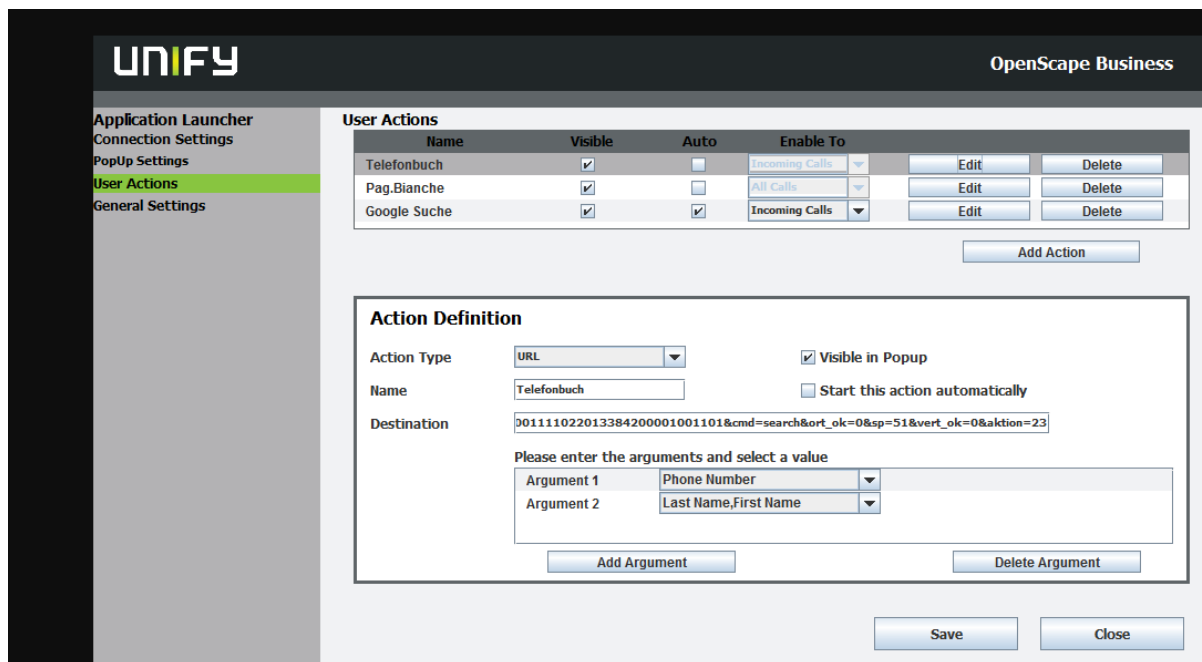 UNIFY
OpenScape Business
Application Launcher
Connection Settings
PopUp Settings
User Actions
General Settings
User Actions
Name Visible Auto Enable To
Telefonbuch Incoming Calls Edit Delete
Pag.Bianche All Calls Edit Delete
Google Suche Incoming Calls Edit Delete
Add Action
Action Definition
Action Type URL Visible in Popup
Name Telefonbuch Start this action automatically
Destination 001111022013384200001001101&cmd=search&ort_ok=0&sp=51&vert_ok=0&aktion=23
Please enter the arguments and select a value
Argument 1 Phone Number
Argument 2 Last Name,First Name
Add Argument Delete Argument
Save Close